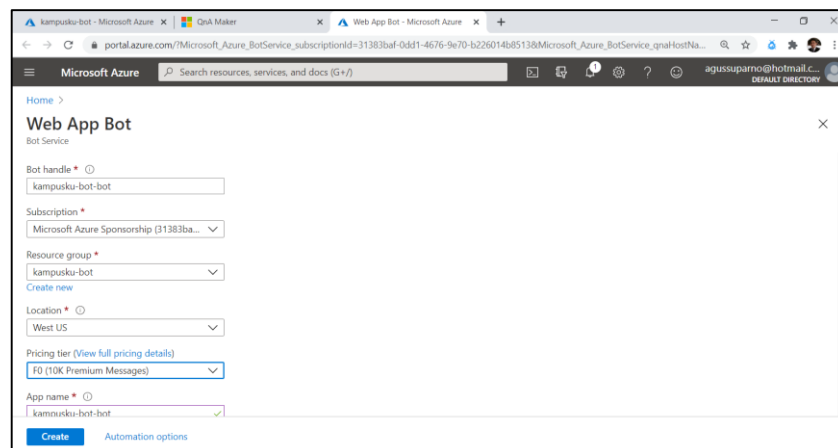 kampusku-bot - Microsoft Azure
QnA Maker
Web App Bot - Microsoft Azure
portal.azure.com/?Microsoft_Azure_BotService_subscriptionId=31383baf-0dd1-4676-9e70-b226014b8513&Microsoft_Azure_BotService_qnaHostNa...
Microsoft Azure
Search resources, services, and docs (G+/)
1
agussuparno@hotmail.c...
DEFAULT DIRECTORY
Home >
Web App Bot
Bot Service
Bot handle *
kampusku-bot-bot
Subscription *
Microsoft Azure Sponsorship (31383ba...
Resource group *
kampusku-bot
Create new
Location *
West US
Pricing tier (View full pricing details)
F0 (10K Premium Messages)
App name *
kampusku-bot-bot
Create Automation options